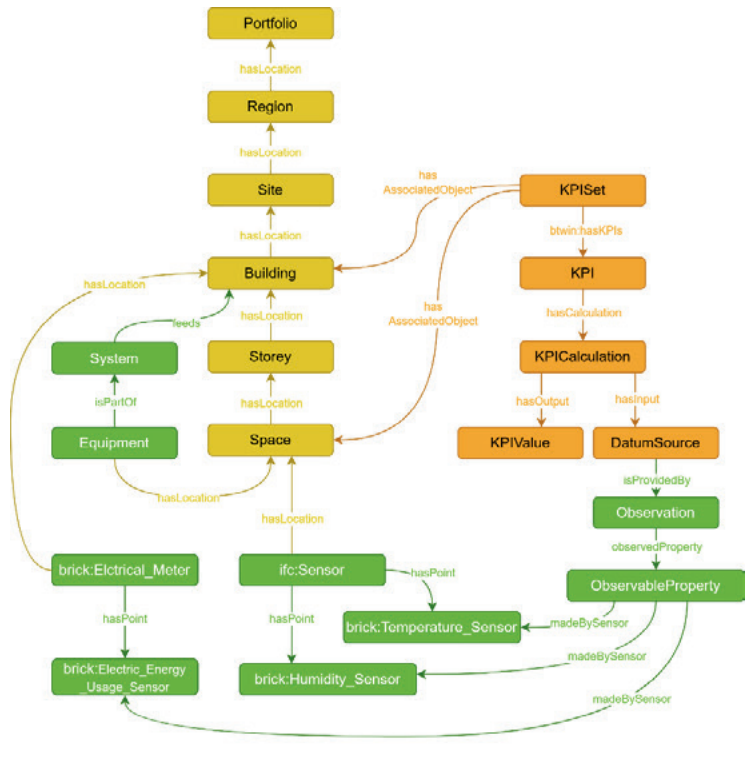 Portfolio
hasLocation
Region
hasLocation
Site
has
AssociatedObject
KPISet
hasLocation
btwin:hasKPIs
Building
KPI
hasLocation
hasLocation
has
AssociatedObject
hasCalculation
feeds
System
Storey
KPICalculation
isPartOf
hasLocation
hasOutput
hasInput
Equipment
Space
KPIValue
DatumSource
isProvidedBy
hasLocation
hasLocation
Observation
observedProperty
brick:Elctrical_Meter
ifc:Sensor
hasPoint
ObservableProperty
hasPoint
hasPoint
brick:Temperature_Sensor
madeBySensor
madeBySensor
brick:Electric_Energy
_Usage_Sensor
brick:Humidity_Sensor
madeBySensor